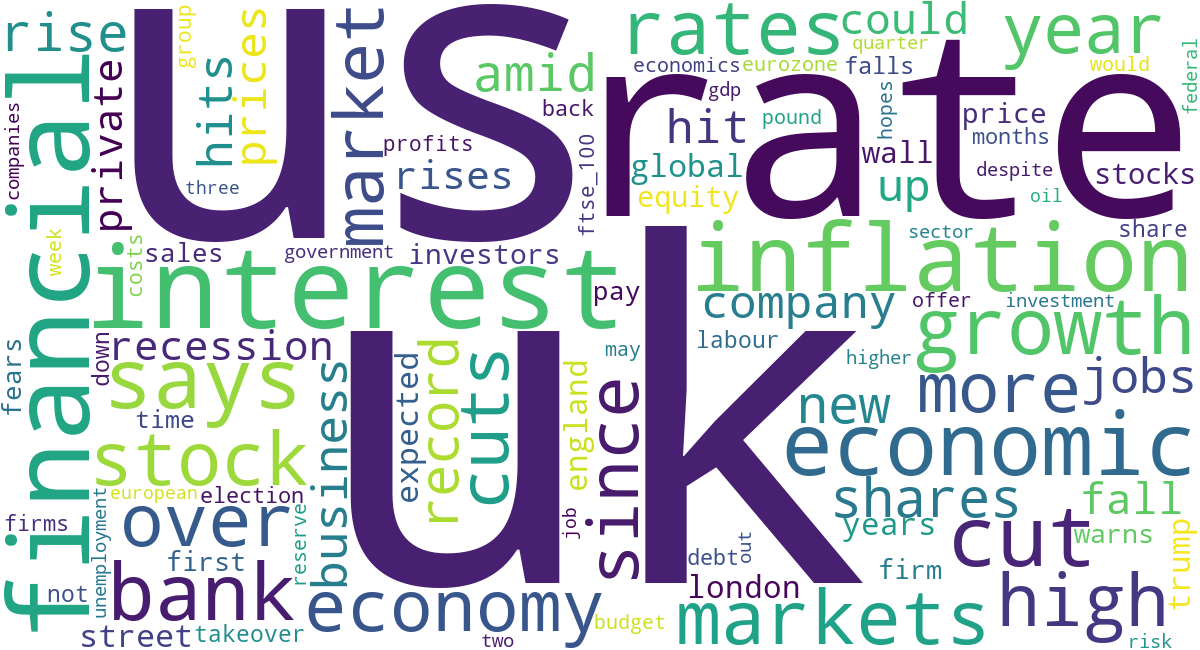 us
rate
uk
financial
interest
inflation
rates
year
rise
private
group
hits
prices
market
three
companies
could
quarter
amid
economics
eurozone
falls
would
federal
back
gdp
hopes
price
hit
pound
months
profits
ftse_100
global
wall
despite
stocks
rises
equity
up
oil
week
costs
sales
government
investors
sector
share
pay
company
offer
investment
growth
fears
down
recession
may
labour
higher
says
time
business
expected
record
cuts
england
since
new
more
jobs
economic
stock
european
election
shares
fall
firms
unemployment
over
reserve
job
years
cut
warns
trump
first
debt
out
firm
not
bank
london
high
economy
markets
street
takeover
two
budget
risk